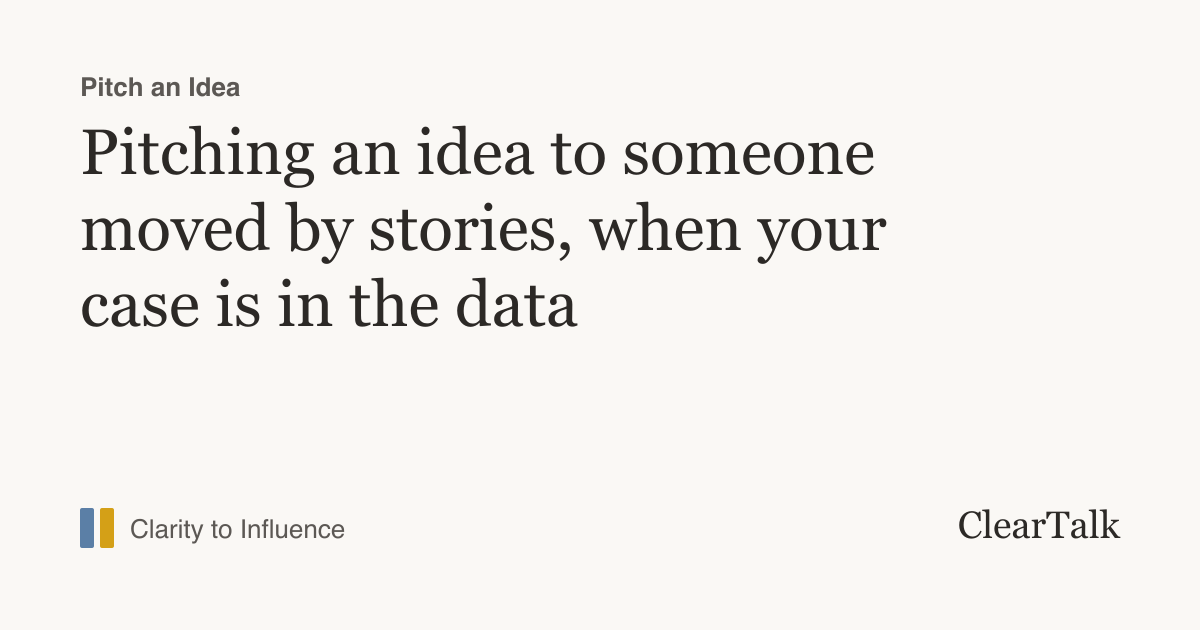 Pitch an Idea
Pitching an idea to someone
moved by stories, when your
case is in the data
Clarity to Influence
ClearTalk